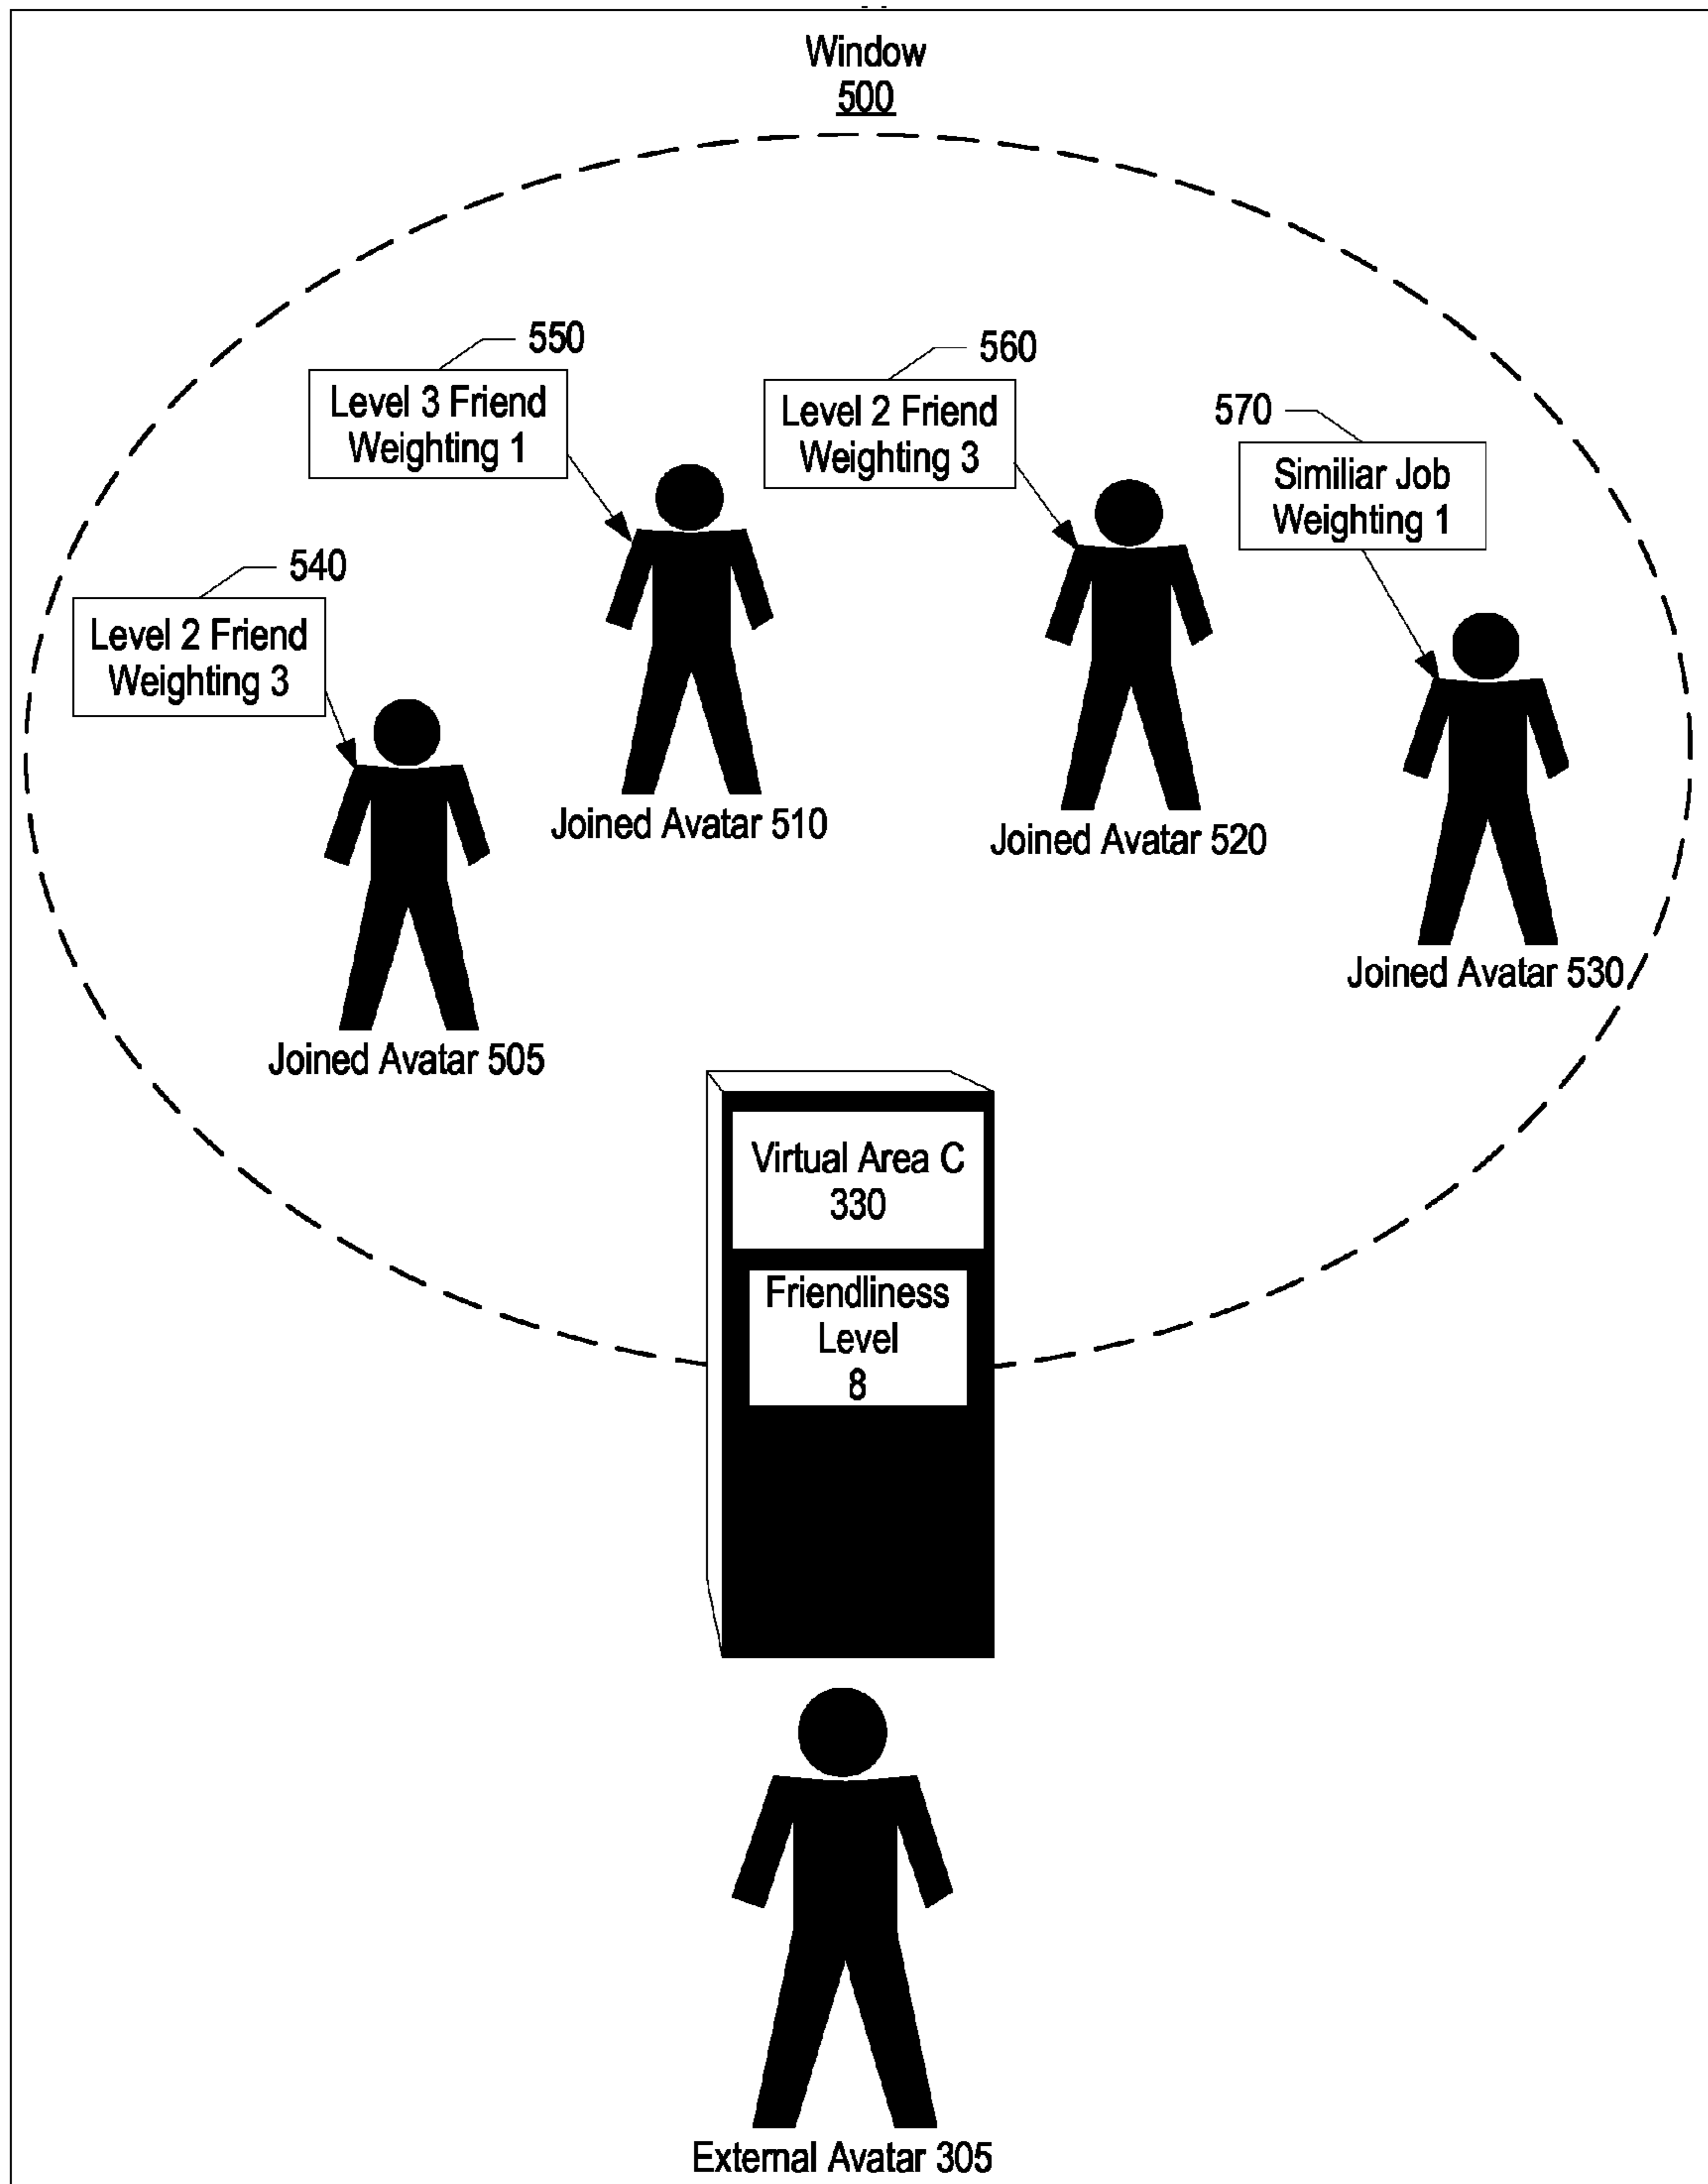 Window
500
550
Level 3 Friend
Weighting 1
560
Level 2 Friend
Weighting 3
570
Similiar Job
Weighting 1
540
Level 2 Friend
Weighting 3
Joined Avatar 510
Joined Avatar 520
Joined Avatar 530
Joined Avatar 505
Virtual Area C
330
Friendliness
Level
8
External Avatar 305